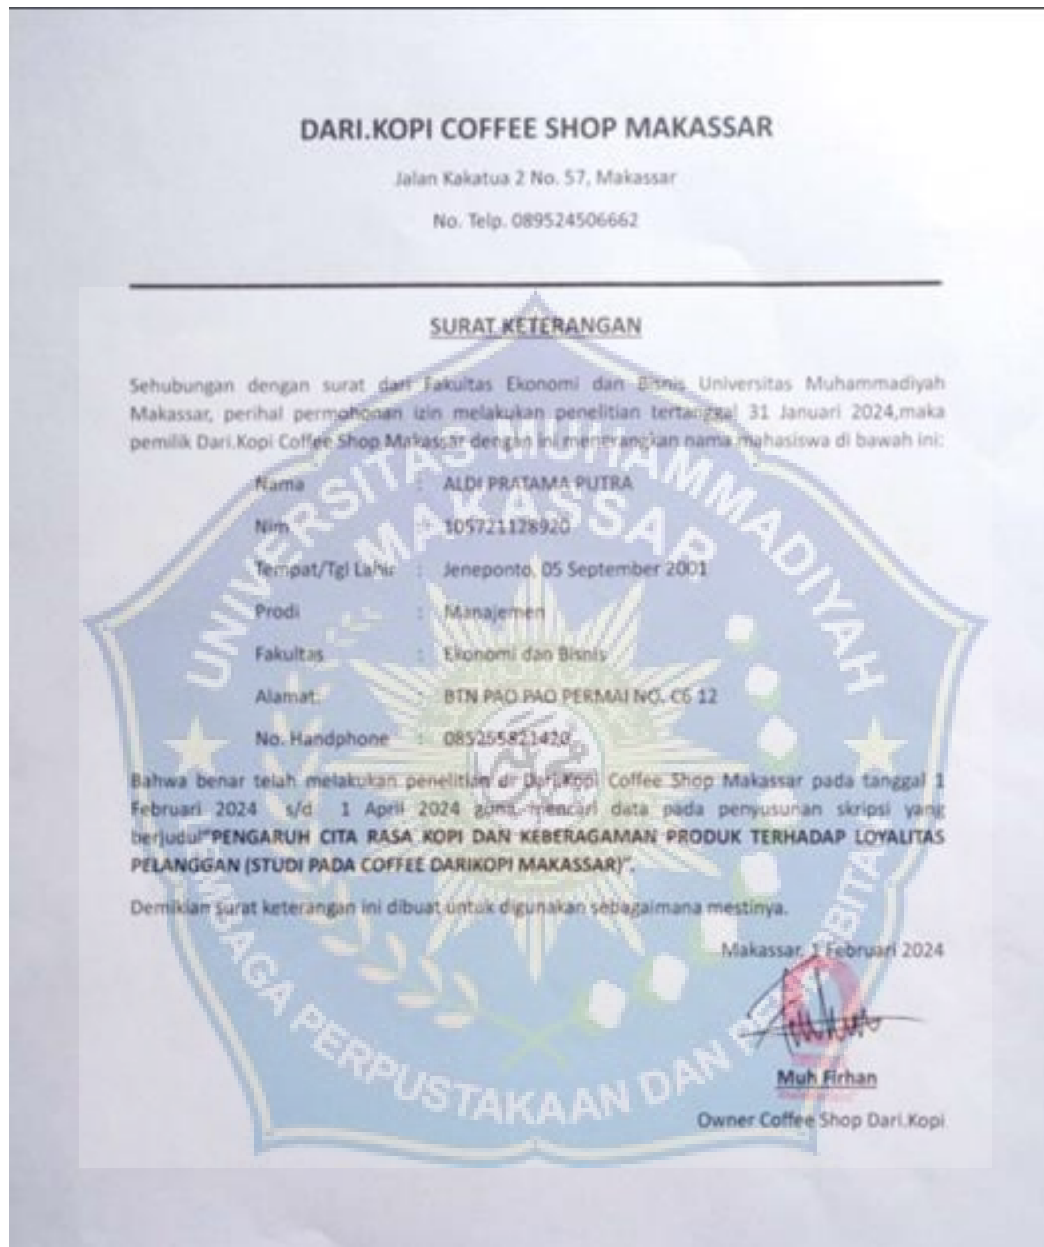 DARI.KOPI COFFEE SHOP MAKASSAR
Jalan Kakatua 2 No. 57, Makassar
No. Telp. 089524506662
SURAT KETERANGAN
Sehubungan dengan surat dari Fakultas Ekonomi dan Bisnis Universitas Muhammadiyah
Makassar, perihal permohonan izin melakukan penelitian tertanggal 31 Januari 2024,maka
pemilik Dari.Kopi Coffee Shop Makassar dengan ini menerangkan nama mahasiswa di bawah ini:
Nama : ALDI PRATAMA PUTRA
Nim : 105721128920
Tempat/Tgl Lahir : Jeneponto, 05 September 2001
Prodi : Manajemen
Fakultas : Ekonomi dan Bisnis
Alamat : BTN PAO PAO PERMAI NO. C6 12
No. Handphone : 085255821420
Bahwa benar telah melakukan penelitian di Dari.Kopi Coffee Shop Makassar pada tanggal 1
Februari 2024 s/d 1 April 2024 guna mencari data pada penyusunan skripsi yang
berjudul"PENGARUH CITA RASA KOPI DAN KEBERAGAMAN PRODUK TERHADAP LOYALITAS
PELANGGAN (STUDI PADA COFFEE DARIKOPI MAKASSAR)".
Demikian surat keterangan ini dibuat untuk digunakan sebagaimana mestinya.
Makassar, 1 Februari 2024
Muh Firhan
Owner Coffee Shop Dari.Kopi
UNIVERSITAS MUHAMMADIYAH
MAKASSAR
LEMBAGA PERPUSTAKAAN DAN PENERBITAN